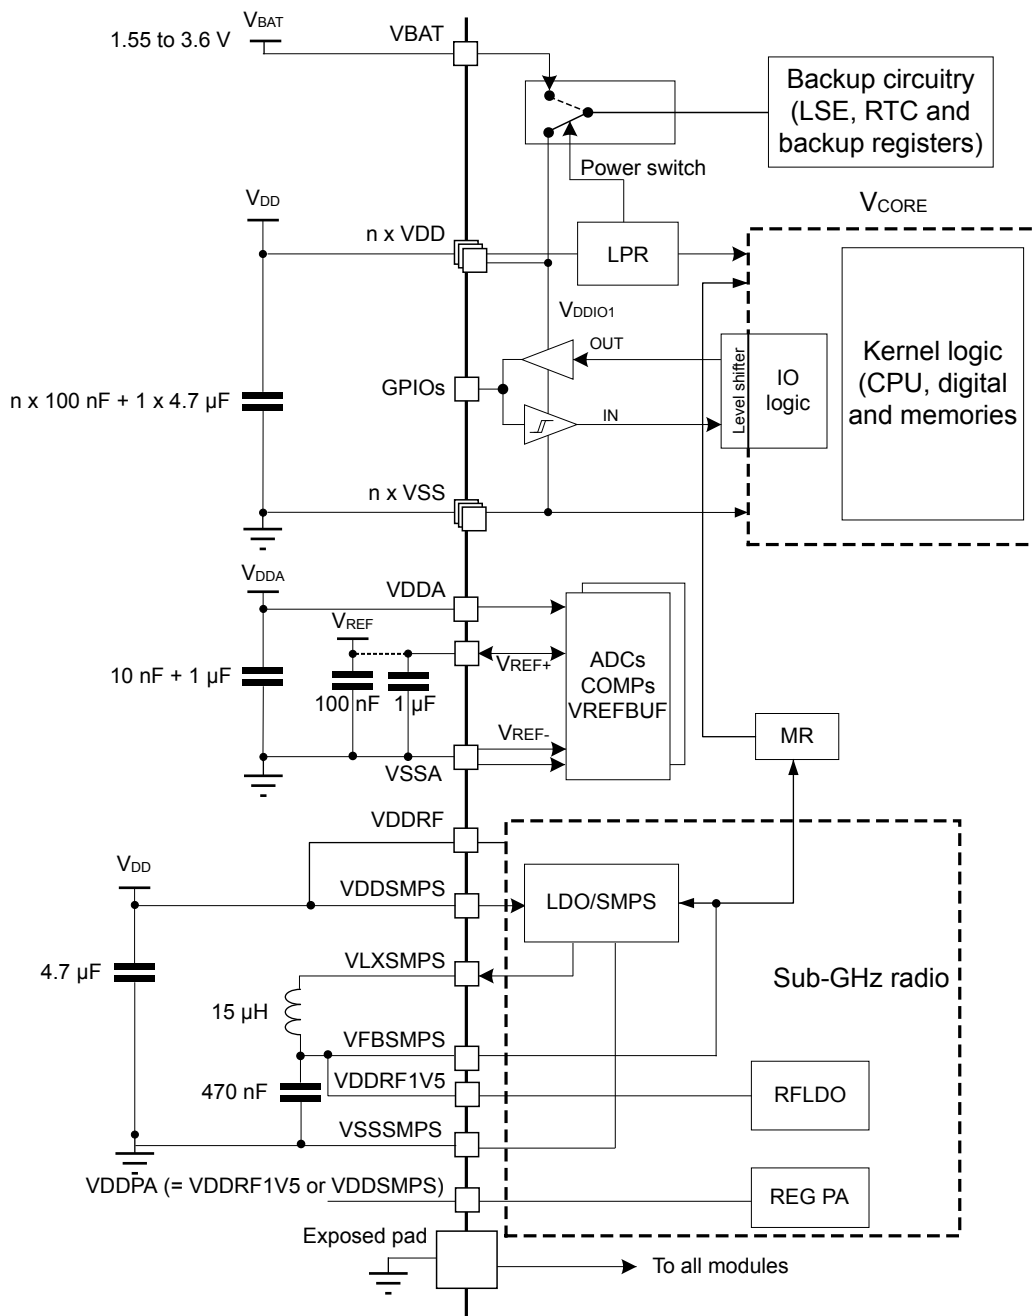 VBAT
1.55 to 3.6 V
VBAT
Backup circuitry
(LSE, RTC and
backup registers)
Power switch
VDD
n x VDD
LPR
VCORE
VDDIO1
OUT
GPIOs
IN
Level shifter
IO
logic
Kernel logic
(CPU, digital
and memories
n x 100 nF + 1 x 4.7 µF
n x VSS
VDDA
VDDA
VREF
VREF+
10 nF + 1 µF
100 nF
1 µF
ADCs
COMPs
VREFBUF
VREF-
VSSA
MR
VDDRF
VDD
VDDSMPS
LDO/SMPS
4.7 µF
VLXSMPS
Sub-GHz radio
15 µH
VFBSMPS
VDDRF1V5
470 nF
RFLDO
VSSSMPS
VDDPA (= VDDRF1V5 or VDDSMPS)
REG PA
Exposed pad
To all modules